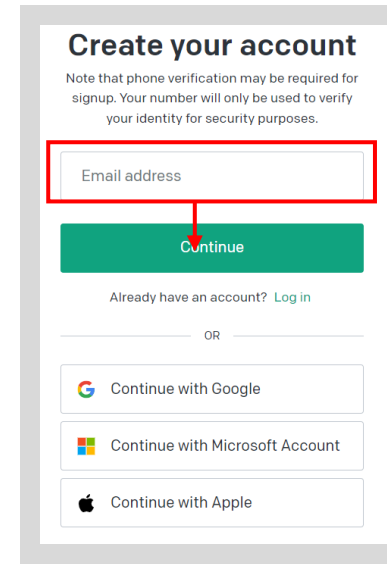 Create your account
Note that phone verification may be required for
signup. Your number will only be used to verify
your identity for security purposes.
Email address
Continue
Already have an account? Log in
OR
Continue with Google
Continue with Microsoft Account
Continue with Apple